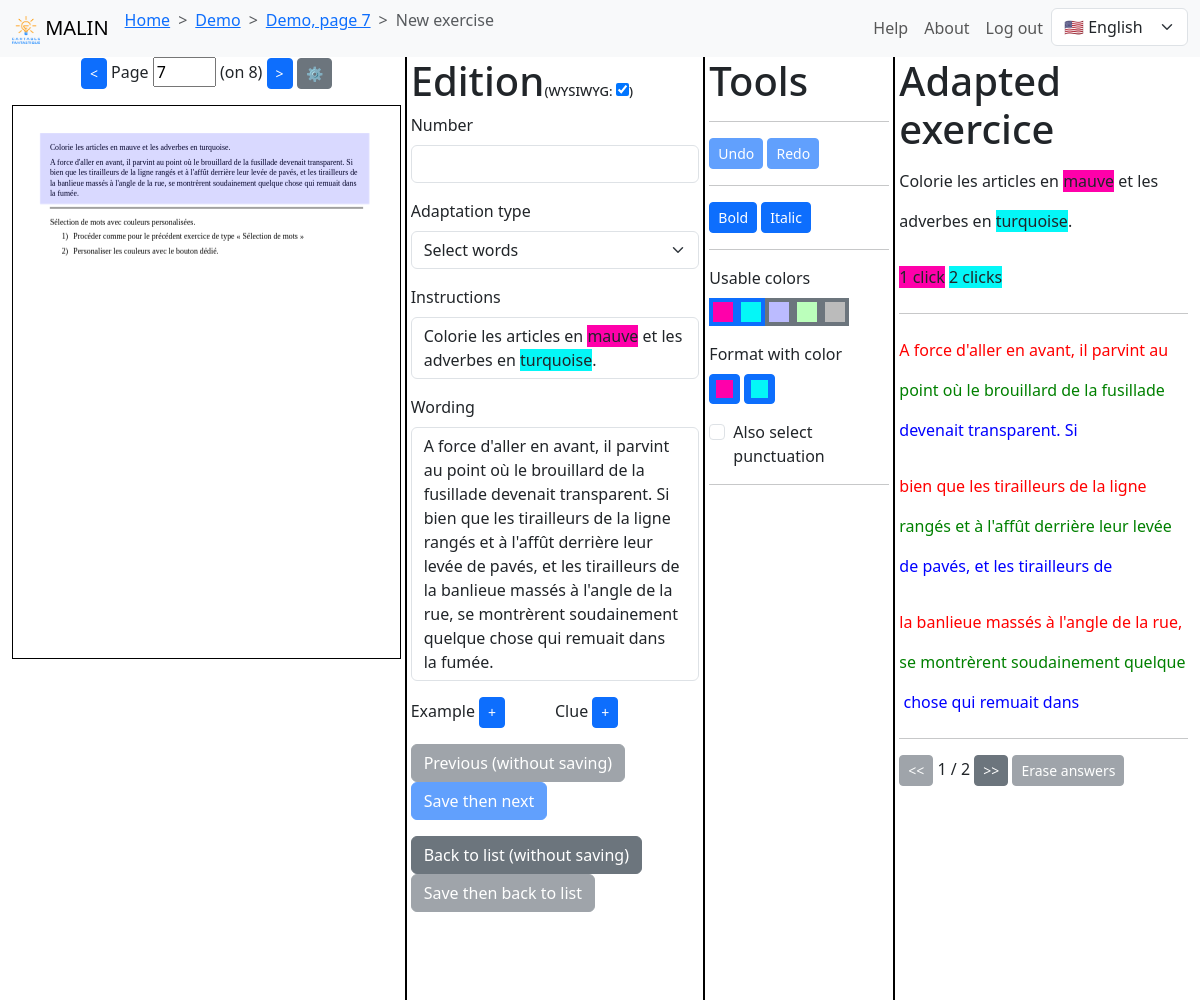 MALIN
Home > Demo > Demo, page 7 > New exercise
Help About Log out 🇺🇸 English
< Page 7 (on 8) > ⚙️
Colorie les articles en mauve et les adverbes en turquoise.
A force d'aller en avant, il parvint au point où le brouillard de la fusillade devenait transparent. Si
bien que les tirailleurs de la ligne rangés et à l'affût derrière leur levée de pavés, et les tirailleurs de
la banlieue massés à l'angle de la rue, se montrèrent soudainement quelque chose qui remuait dans
la fumée.
Sélection de mots avec couleurs personalisées.
1) Procéder comme pour le précédent exercice de type « Sélection de mots »
2) Personaliser les couleurs avec le bouton dédié.
Edition(WYSIWYG: )
Number
Adaptation type
Select words
Instructions
Colorie les articles en mauve et les
adverbes en turquoise.
Wording
A force d'aller en avant, il parvint
au point où le brouillard de la
fusillade devenait transparent. Si
bien que les tirailleurs de la ligne
rangés et à l'affût derrière leur
levée de pavés, et les tirailleurs de
la banlieue massés à l'angle de la
rue, se montrèrent soudainement
quelque chose qui remuait dans
la fumée.
Example + Clue +
Previous (without saving)
Save then next
Back to list (without saving)
Save then back to list
Tools
Undo Redo
Bold Italic
Usable colors
Format with color
Also select
punctuation
Adapted
exercice
Colorie les articles en mauve et les
adverbes en turquoise.
1 click 2 clicks
A force d'aller en avant, il parvint au
point où le brouillard de la fusillade
devenait transparent. Si
bien que les tirailleurs de la ligne
rangés et à l'affût derrière leur levée
de pavés, et les tirailleurs de
la banlieue massés à l'angle de la rue,
se montrèrent soudainement quelque
chose qui remuait dans
<< 1 / 2 >> Erase answers